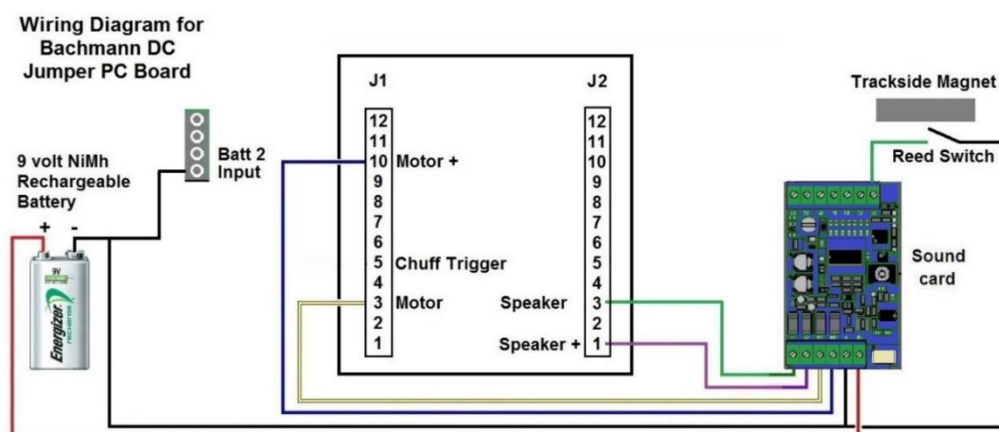 Wiring Diagram for
Bachmann DC
Jumper PC Board
9 volt NiMh
Rechargeable
Battery
+ -
Batt 2
Input
9V
Energizer
J1
12
11
10 Motor +
9
8
7
6
5 Chuff Trigger
4
3 Motor
2
1
J2
12
11
10
9
8
7
6
5
4
Speaker 3
2
Speaker + 1
Trackside Magnet
Reed Switch
Sound
card